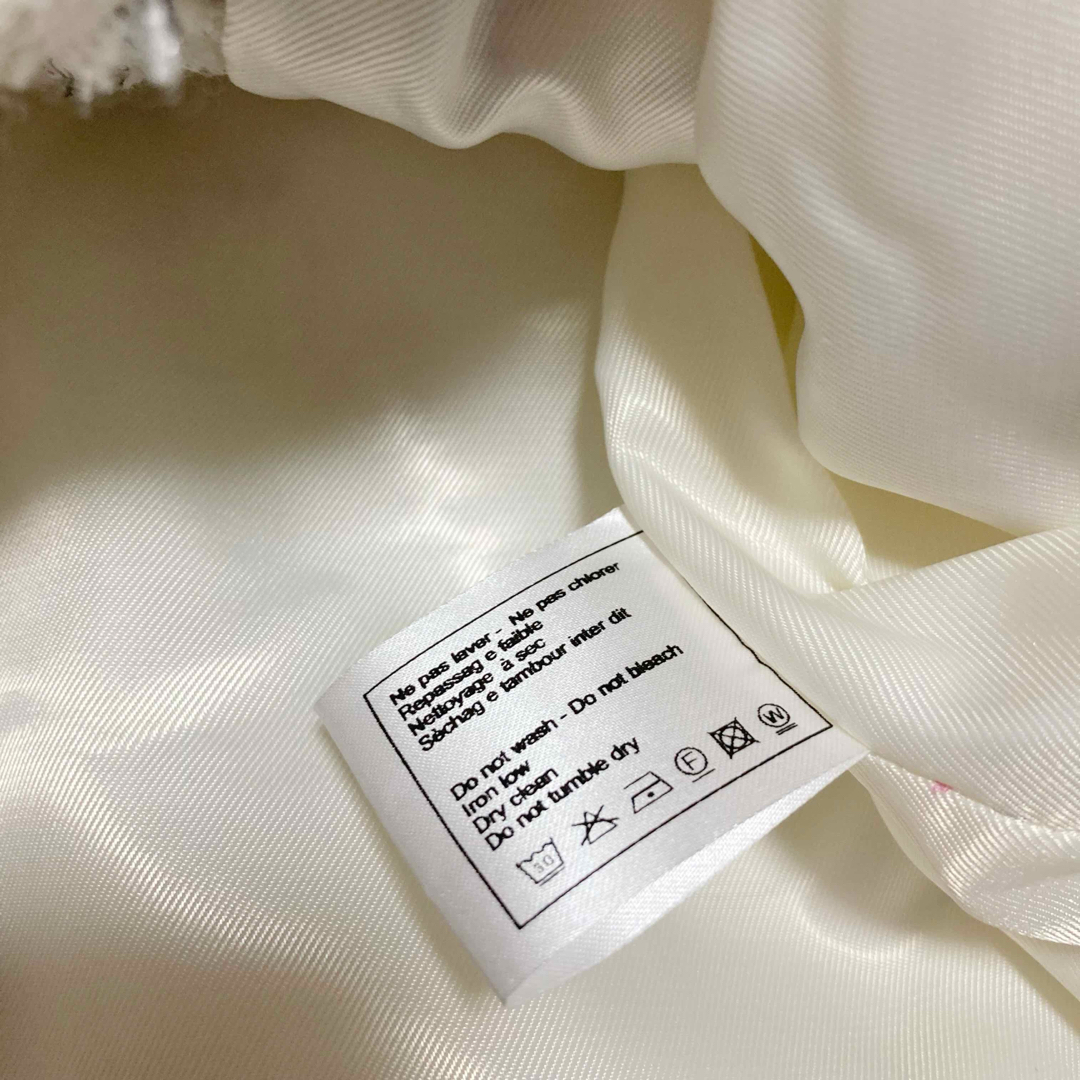 Ne pas laver - Ne pas chlorer
Repassag e faible
Nettoyage à sec
Séchag e tambour inter dit
Do not wash - Do not bleach
Iron low
Dry clean
Do not tumble dry
30 F W